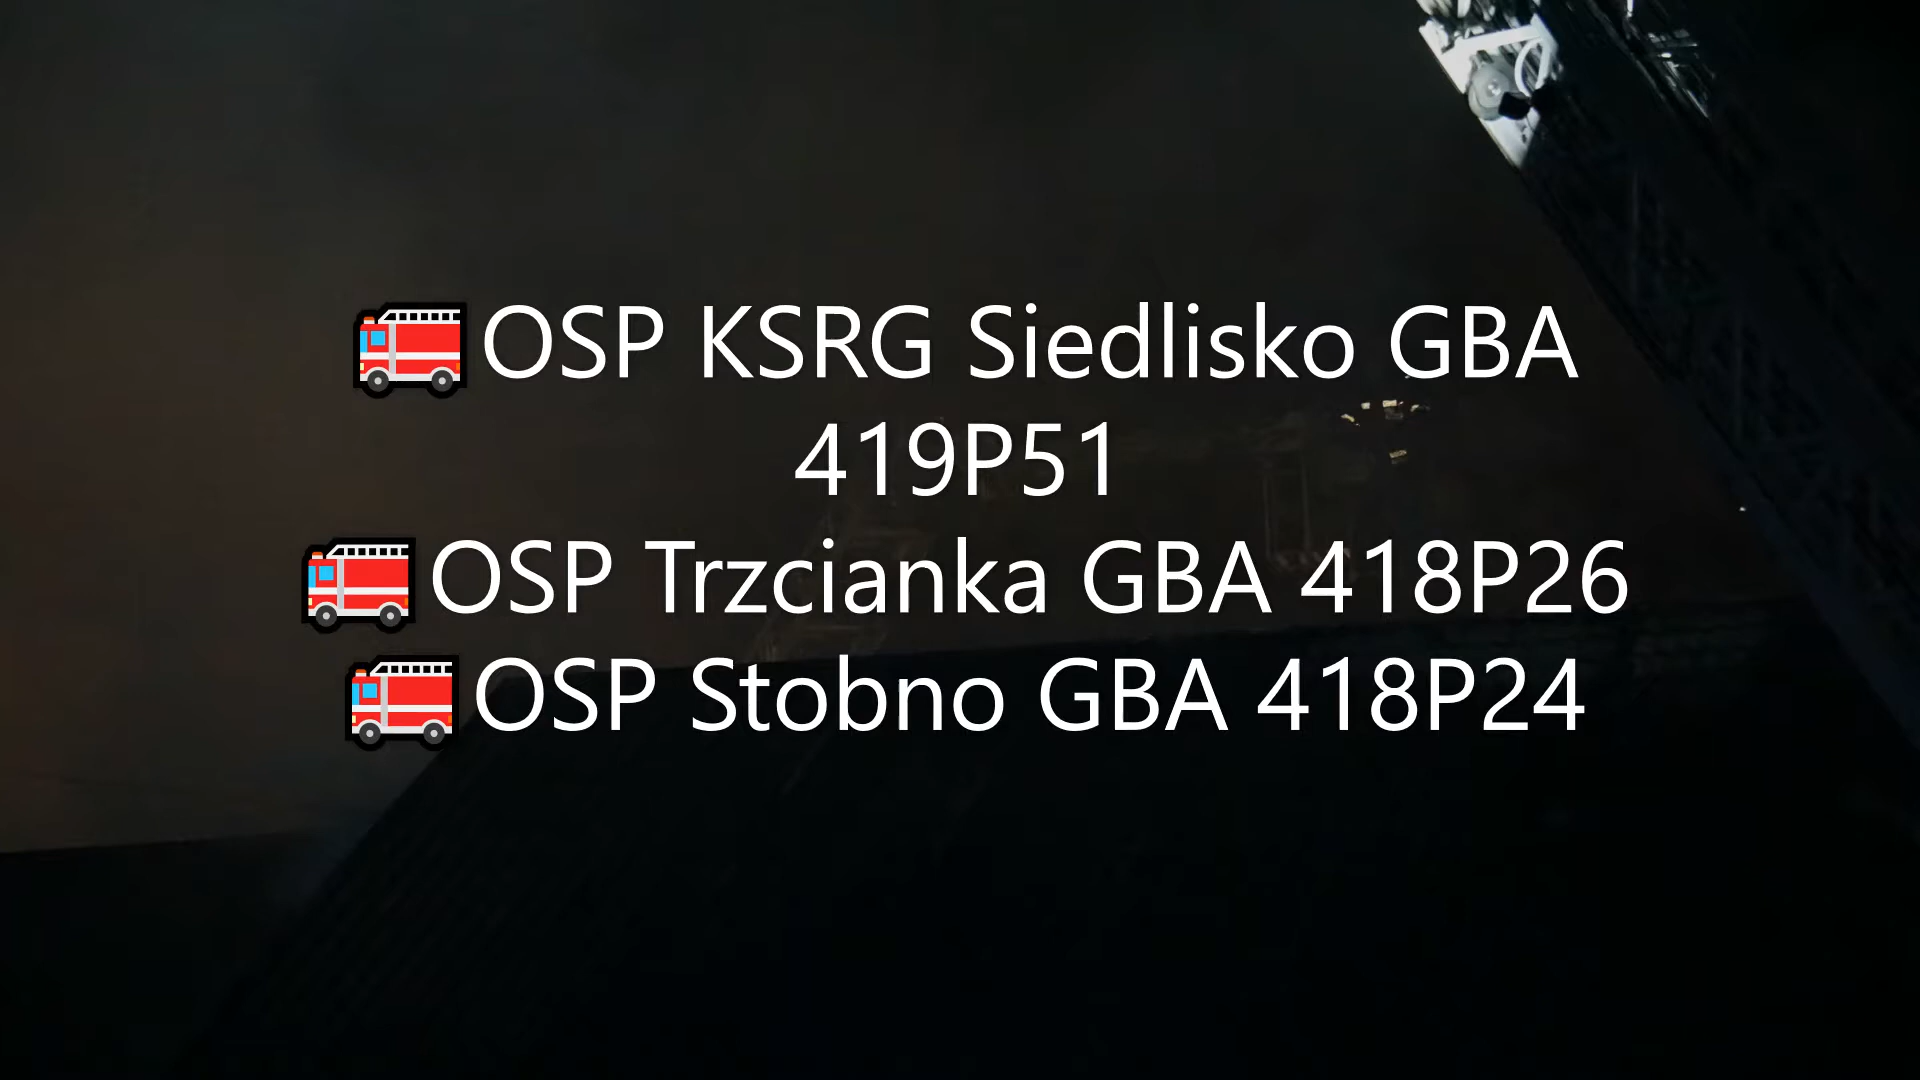 🚒OSP KSRG Siedlisko GBA
419P51
🚒OSP Trzcianka GBA 418P26
🚒OSP Stobno GBA 418P24